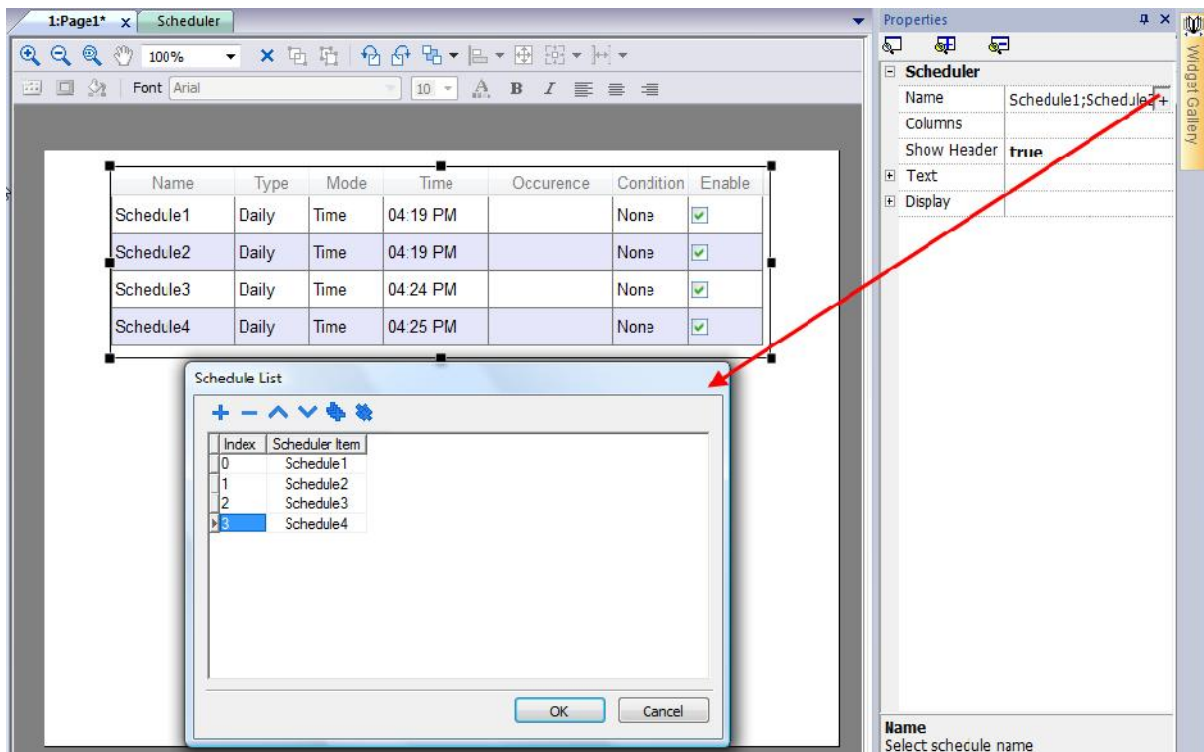 1:Page1* x Scheduler
100%
Font Arial 10 A B I
Name Type Mode Time Occurence Condition Enable
Schedule1 Daily Time 04:19 PM None
Schedule2 Daily Time 04:19 PM None
Schedule3 Daily Time 04:24 PM None
Schedule4 Daily Time 04:25 PM None
Schedule List
Index Scheduler Item
0 Schedule1
1 Schedule2
2 Schedule3
3 Schedule4
OK Cancel
Properties
Scheduler
Name Schedule1;Schedule2 +
Columns
Show Header true
Text
Display
Name
Select schedule name
Widget Gallery